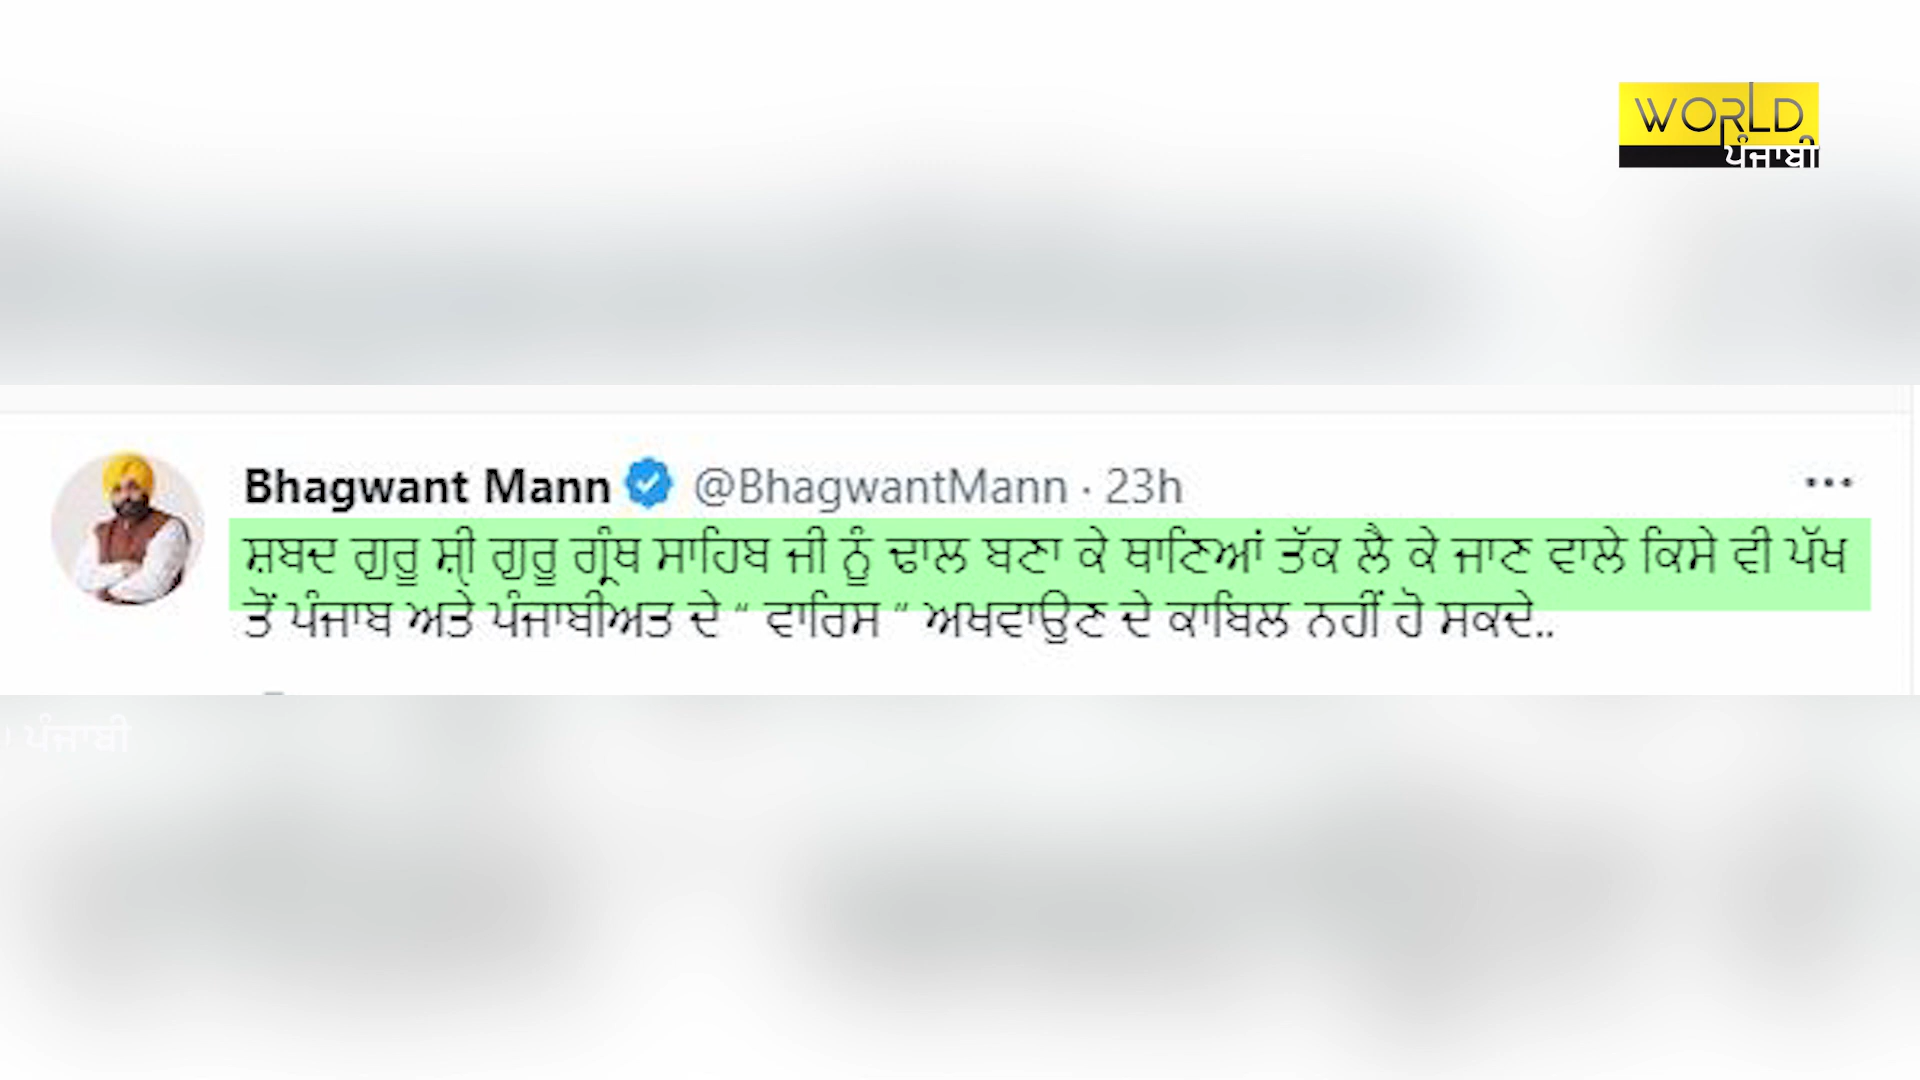 WORLD
ਪੰਜਾਬੀ
Bhagwant Mann @BhagwantMann · 23h
ਸ਼ਬਦ ਗੁਰੂ ਸ਼੍ਰੀ ਗੁਰੂ ਗ੍ਰੰਥ ਸਾਹਿਬ ਜੀ ਨੂੰ ਢਾਲ ਬਣਾ ਕੇ ਥਾਣਿਆਂ ਤੱਕ ਲੈ ਕੇ ਜਾਣ ਵਾਲੇ ਕਿਸੇ ਵੀ ਪੱਖ
ਤੋਂ ਪੰਜਾਬ ਅਤੇ ਪੰਜਾਬੀਅਤ ਦੇ “ ਵਾਰਿਸ “ ਅਖਵਾਉਣ ਦੇ ਕਾਬਿਲ ਨਹੀਂ ਹੋ ਸਕਦੇ..
ਪੰਜਾਬੀ